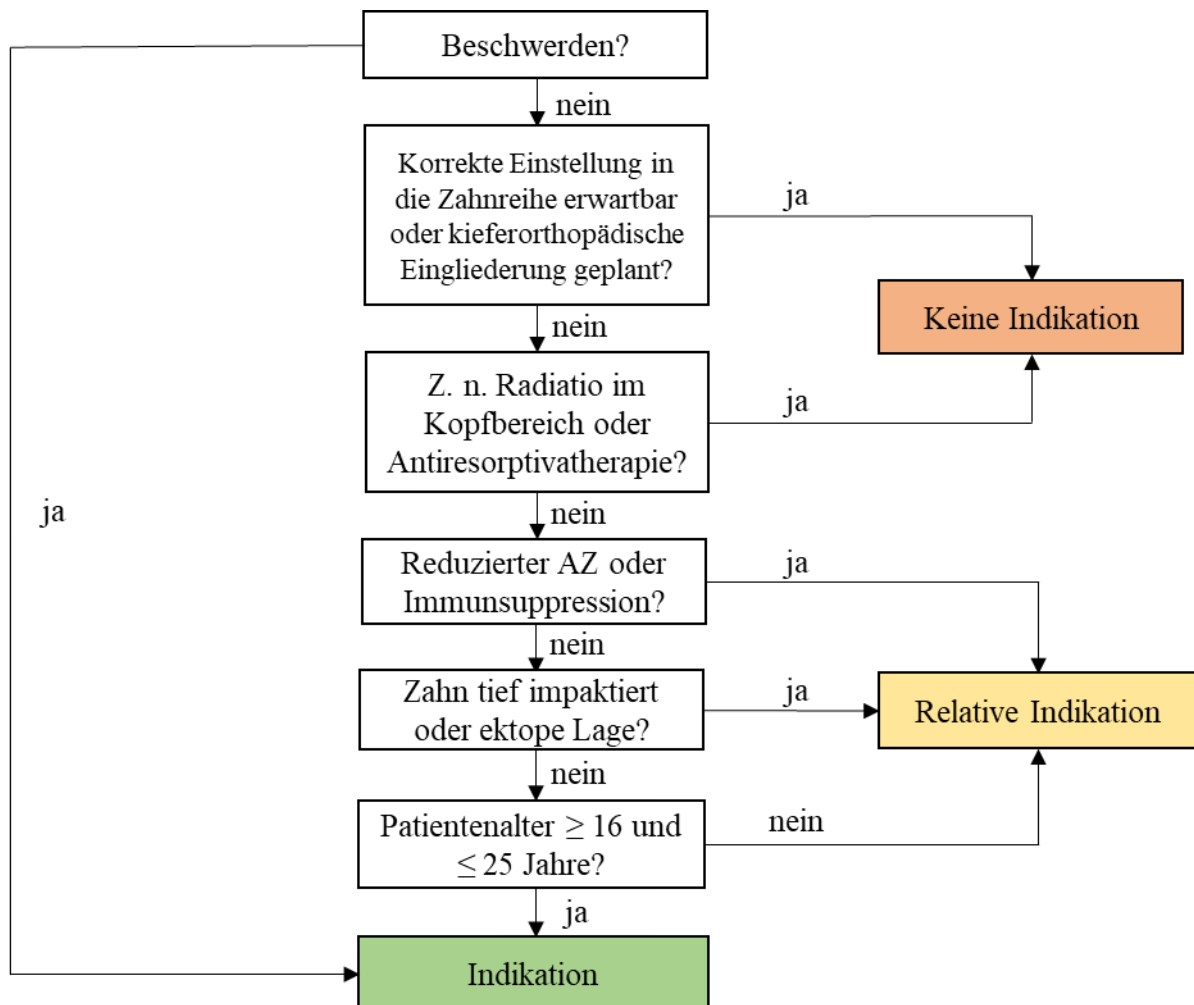 Beschwerden?
nein
Korrekte Einstellung in
die Zahnreihe erwartbar
oder kieferorthopädische
Eingliederung geplant?
ja
Keine Indikation
nein
Z. n. Radiatio im
Kopfbereich oder
Antiresorptivatherapie?
ja
ja
nein
Reduzierter AZ oder
Immunsuppression?
ja
nein
Zahn tief impaktiert
oder ektope Lage?
ja
Relative Indikation
nein
Patientenalter ≥ 16 und
≤ 25 Jahre?
nein
ja
Indikation